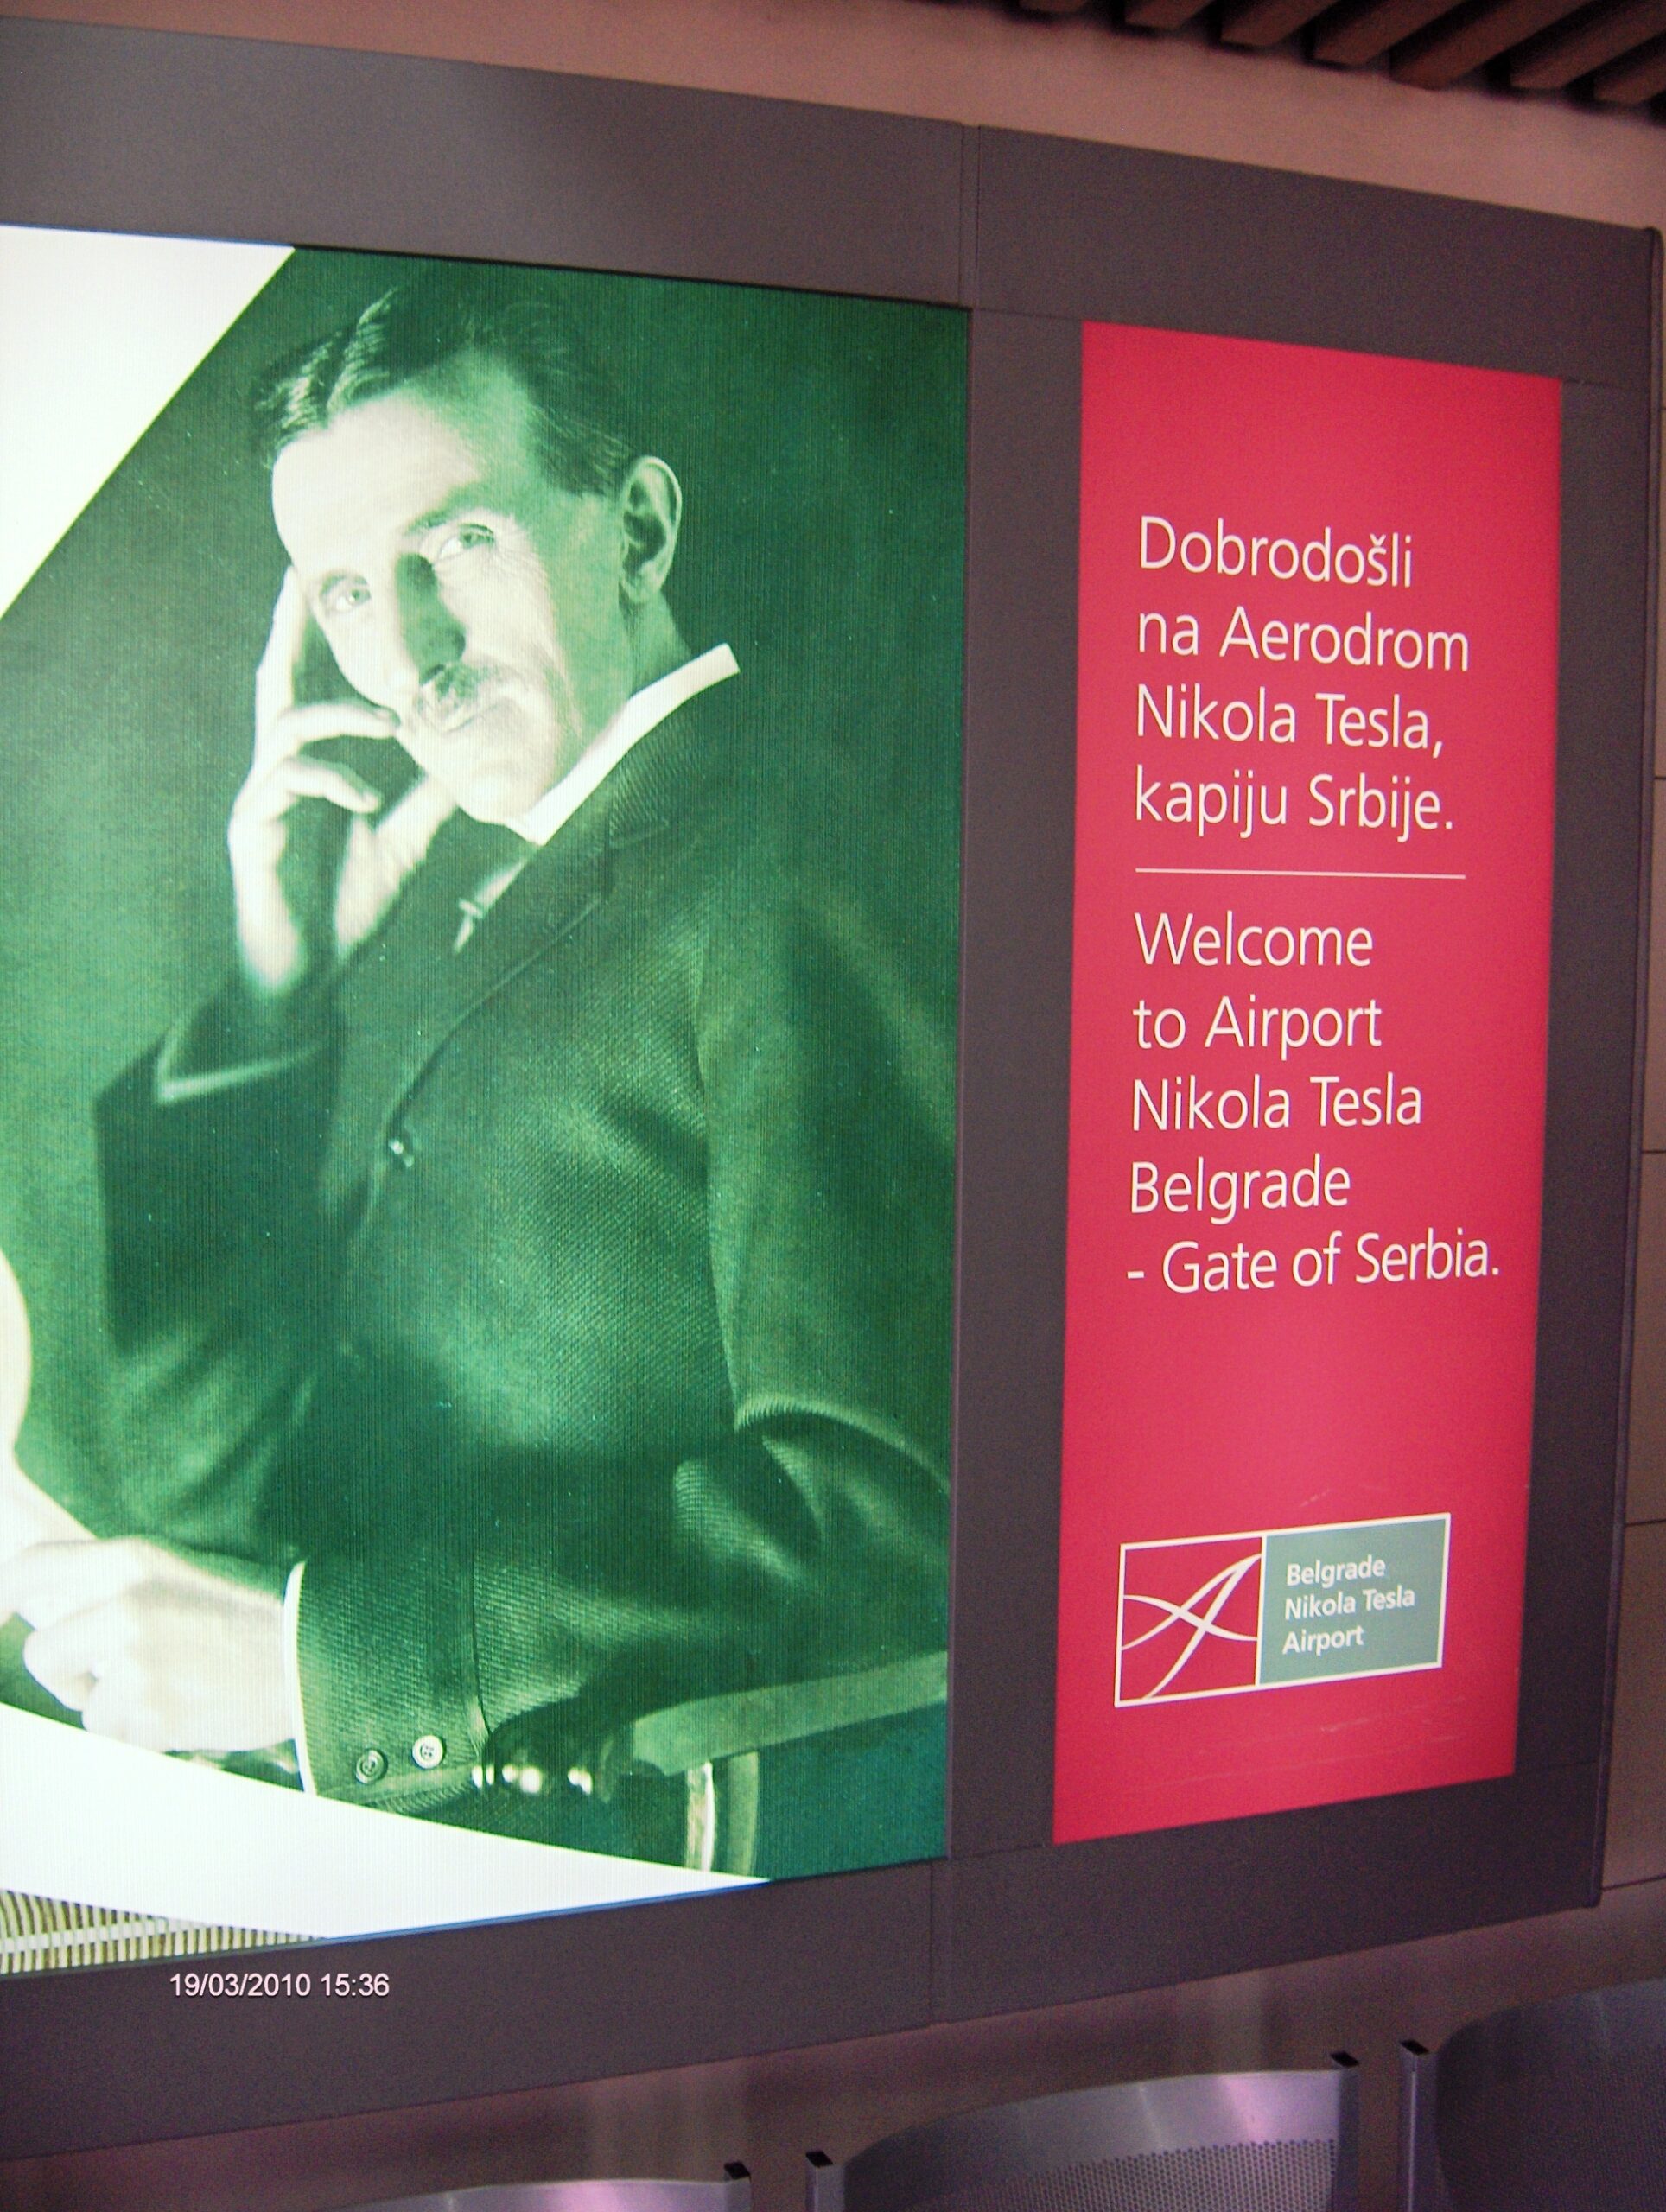 Dobrodošli
na Aerodrom
Nikola Tesla,
kapiju Srbije.
Welcome
to Airport
Nikola Tesla
Belgrade
- Gate of Serbia.
Belgrade
Nikola Tesla
Airport
19/03/2010 15:36